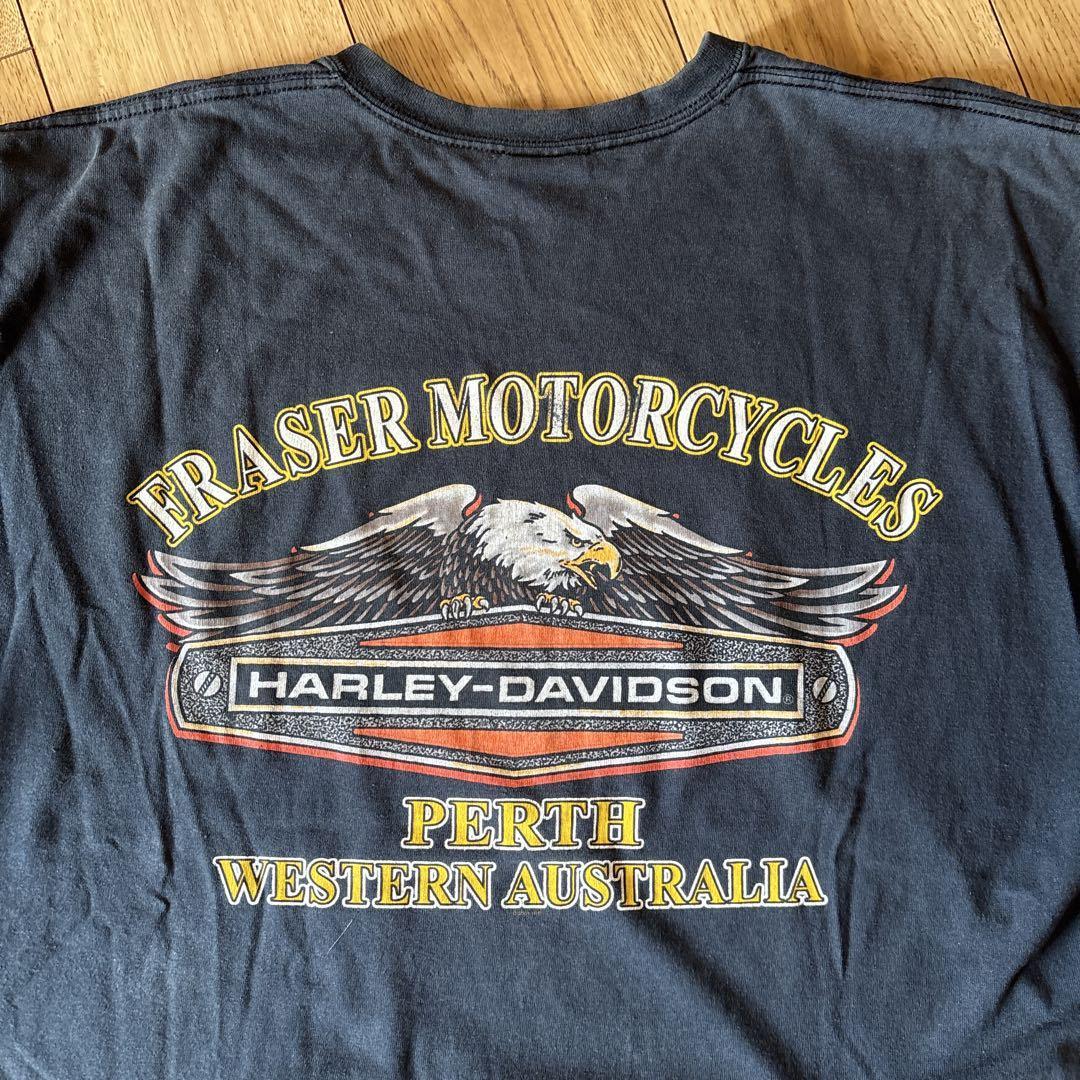 FRASER MOTORCYCLES
HARLEY-DAVIDSON®
PERTH
WESTERN AUSTRALIA